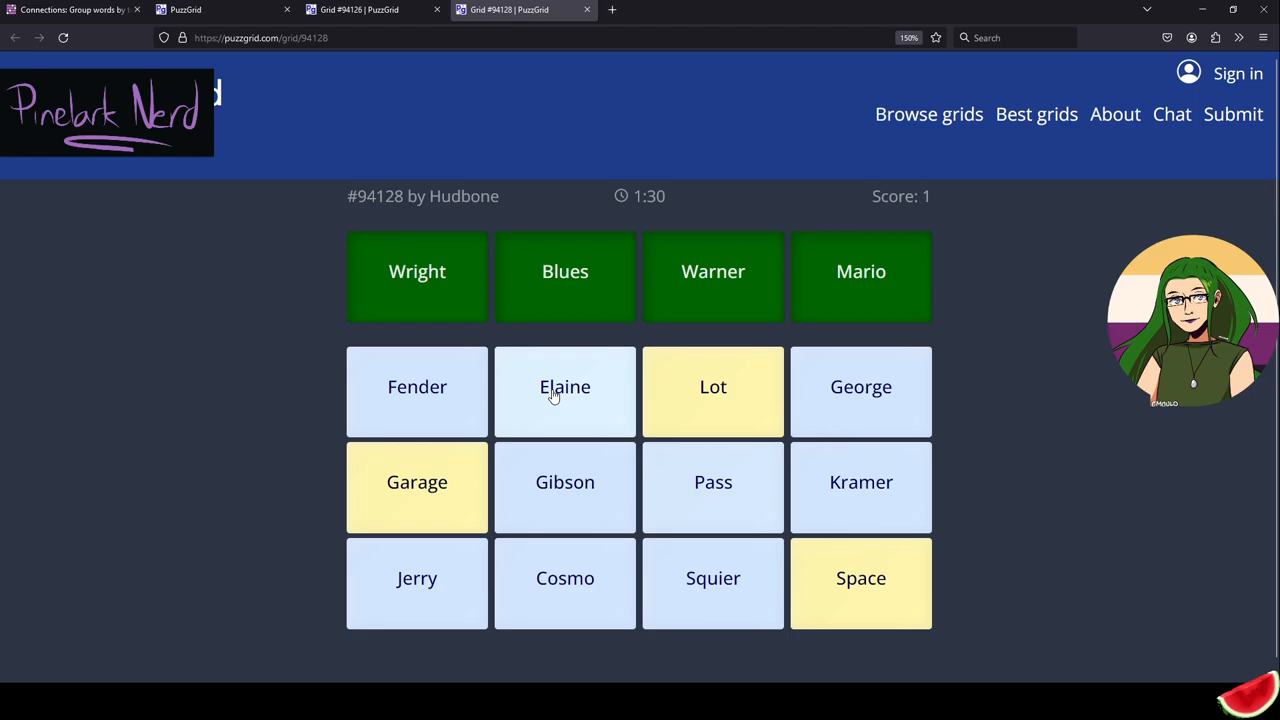 Connections: Group words by
PuzzGrid
Grid #94126 | PuzzGrid
Grid #94128 | PuzzGrid
https://puzzgrid.com/grid/94128
150%
Search
Pinelark Nerd
d
Sign in
Browse grids
Best grids
About
Chat
Submit
#94128 by Hudbone
1:30
Score: 1
Wright
Blues
Warner
Mario
Fender
Elaine
Lot
George
Garage
Gibson
Pass
Kramer
Jerry
Cosmo
Squier
Space